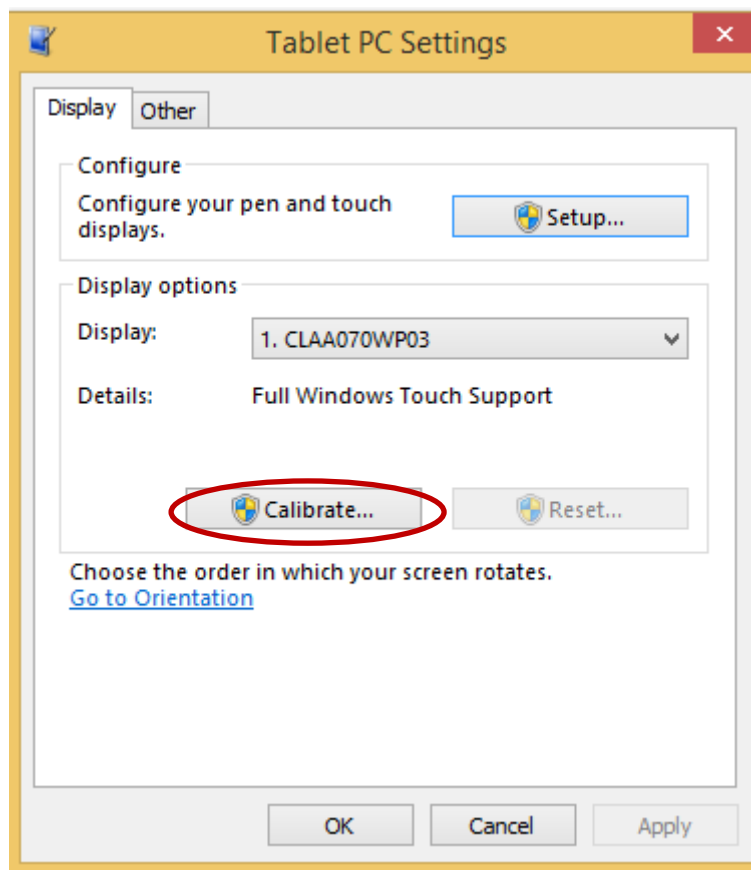 Tablet PC Settings
Display
Other
Configure
Configure your pen and touch
displays.
Setup...
Display options
Display:
1. CLAA070WP03
Details:
Full Windows Touch Support
Calibrate...
Reset...
Choose the order in which your screen rotates.
Go to Orientation
OK
Cancel
Apply